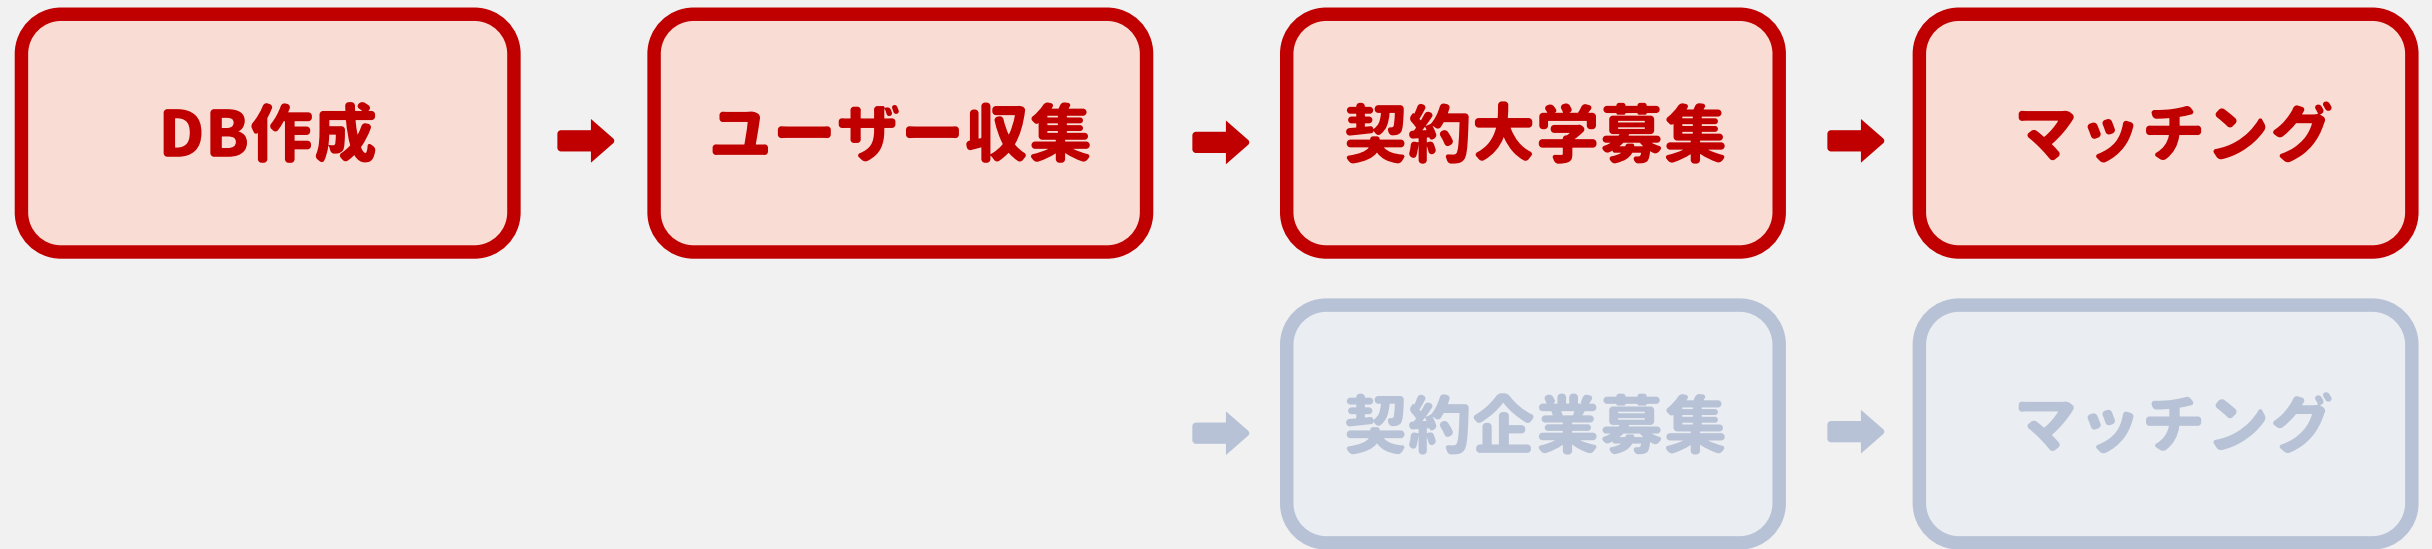 DB作成
ユーザー収集
契約大学募集
マッチング
契約企業募集
マッチング